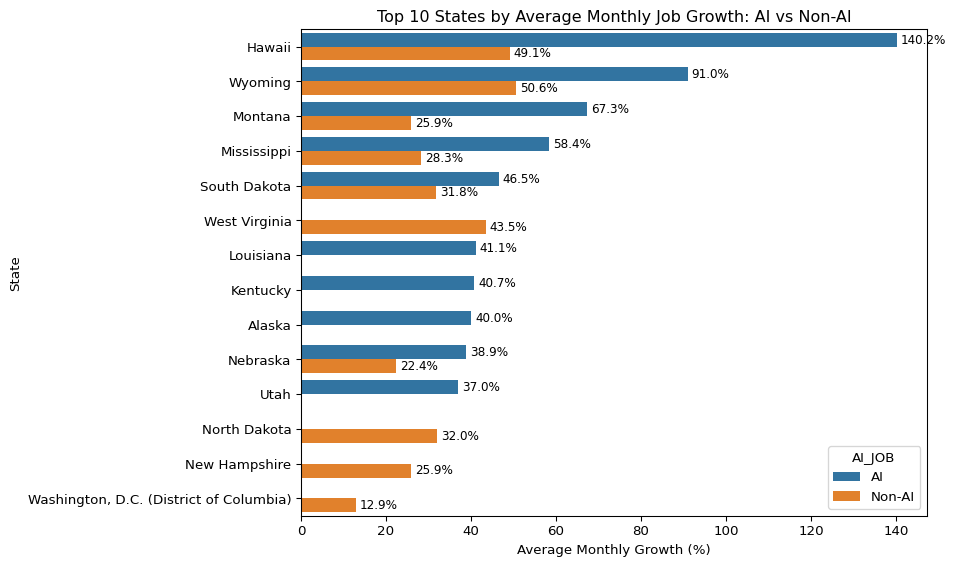 Top 10 States by Average Monthly Job Growth: AI vs Non-AI
Hawaii
140.2%
49.1%
Wyoming
91.0%
50.6%
Montana
67.3%
25.9%
Mississippi
58.4%
28.3%
South Dakota
46.5%
31.8%
West Virginia
43.5%
Louisiana
41.1%
Kentucky
40.7%
Alaska
40.0%
Nebraska
38.9%
22.4%
Utah
37.0%
North Dakota
32.0%
New Hampshire
25.9%
Washington, D.C. (District of Columbia)
12.9%
State
AI_JOB
AI
Non-AI
0 20 40 60 80 100 120 140
Average Monthly Growth (%)